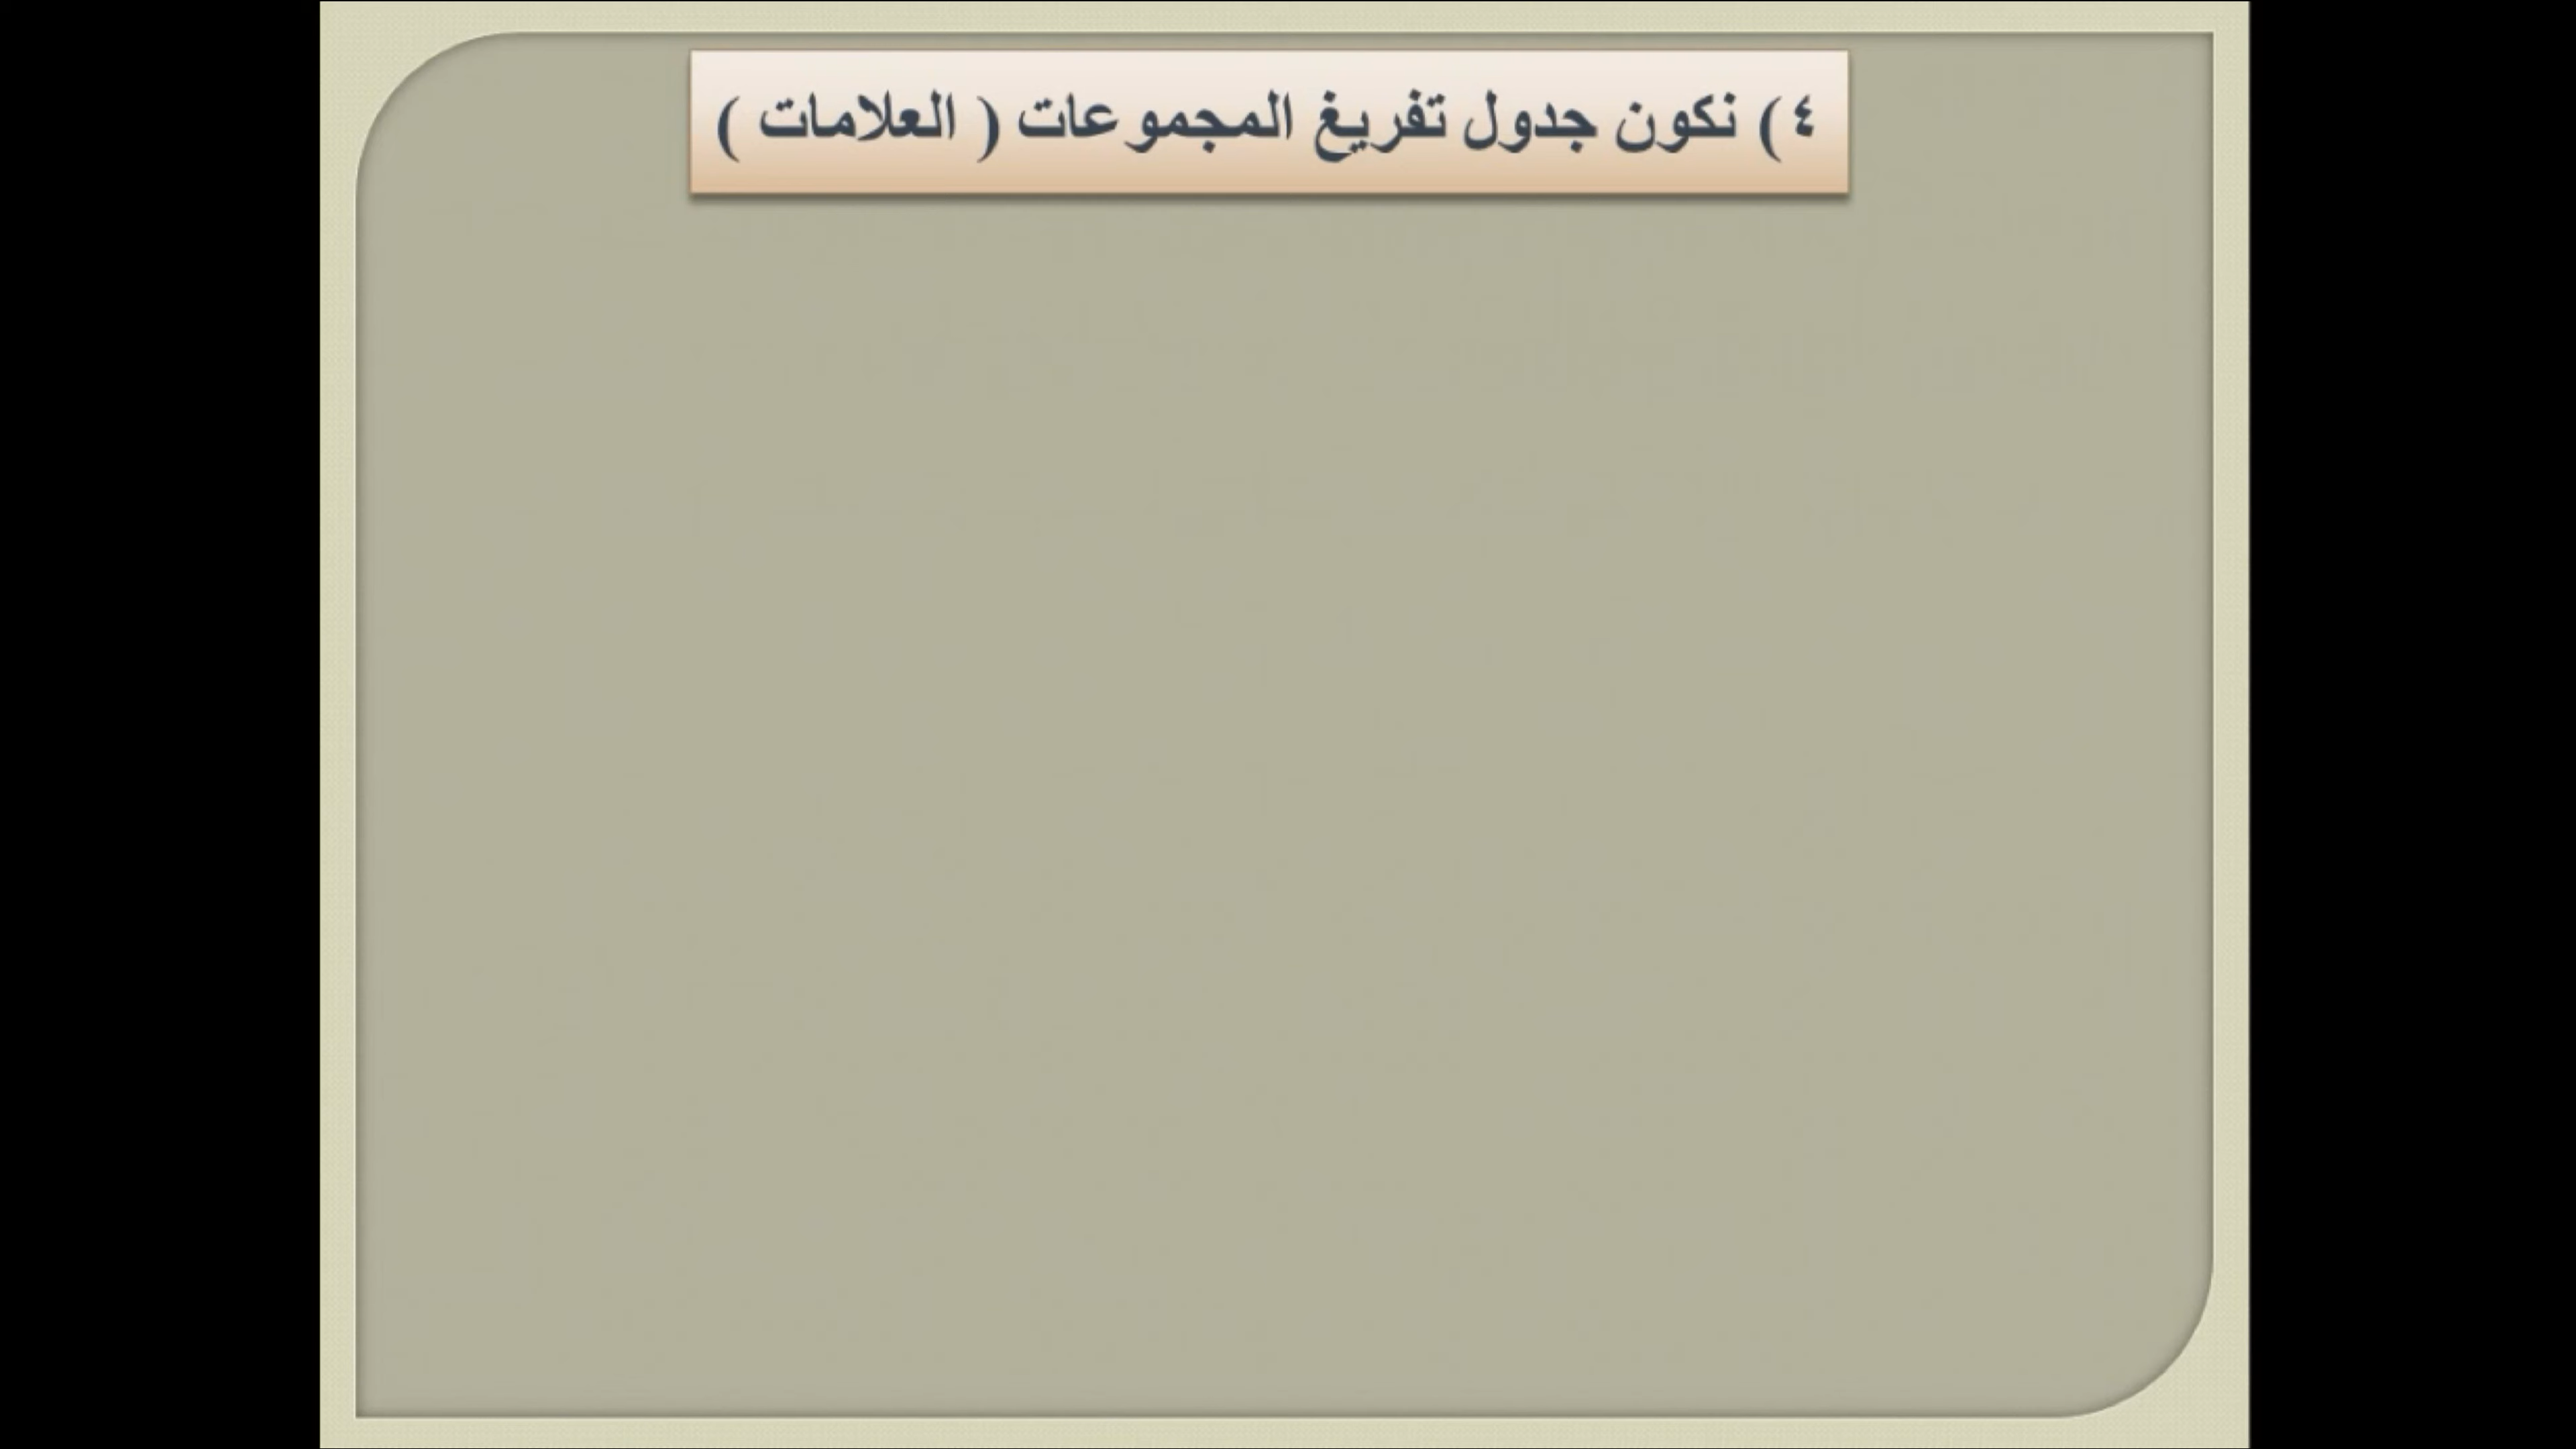 ٤) نكون جدول تفريغ المجموعات ( العلامات )